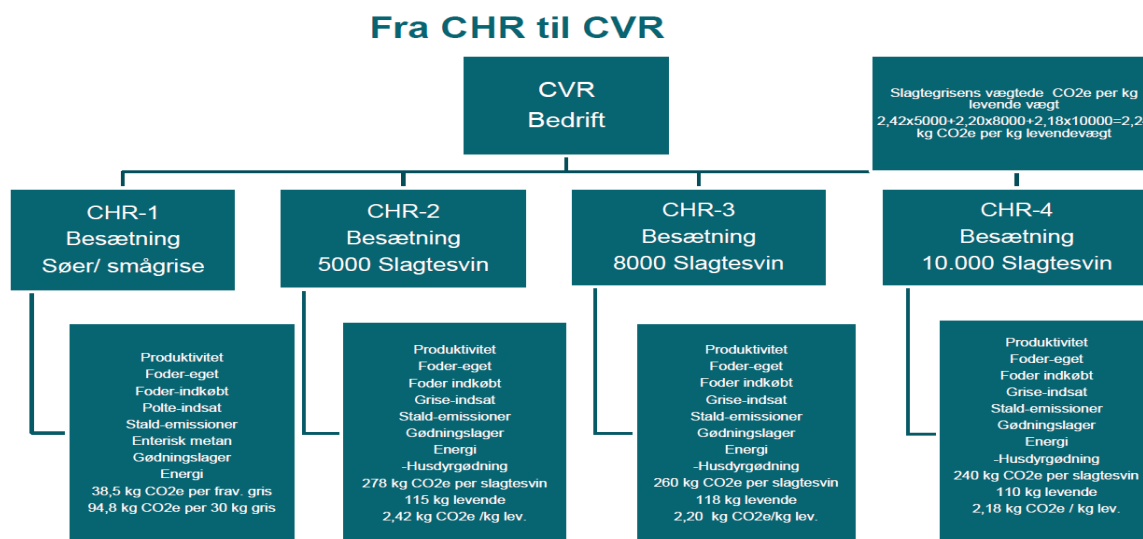 Fra CHR til CVR
CVR
Bedrift
Slagtegrisens vægtede CO2e per kg
levende vægt
2,42x5000+2,20x8000+2,18x10000=2,2
kg CO2e per kg levendevægt
CHR-1
Besætning
Søer/ smågrise
CHR-2
Besætning
5000 Slagtesvin
CHR-3
Besætning
8000 Slagtesvin
CHR-4
Besætning
10.000 Slagtesvin
Produktivitet
Foder-eget
Foder-indkøbt
Polte-indsat
Stald-emissioner
Enterisk metan
Gødningslager
Energi
38,5 kg CO2e per frav. gris
94,8 kg CO2e per 30 kg gris
Produktivitet
Foder-eget
Foder indkøbt
Grise-indsat
Stald-emissioner
Gødningslager
Energi
-Husdyrgødning
278 kg CO2e per slagtesvin
115 kg levende
2,42 kg CO2e /kg lev.
Produktivitet
Foder-eget
Foder indkøbt
Grise-indsat
Stald-emissioner
Gødningslager
Energi
-Husdyrgødning
260 kg CO2e per slagtesvin
118 kg levende
2,20 kg CO2e/kg lev.
Produktivitet
Foder-eget
Foder indkøbt
Grise-indsat
Stald-emissioner
Gødningslager
Energi
-Husdyrgødning
240 kg CO2e per slagtesvin
110 kg levende
2,18 kg CO2e / kg lev.